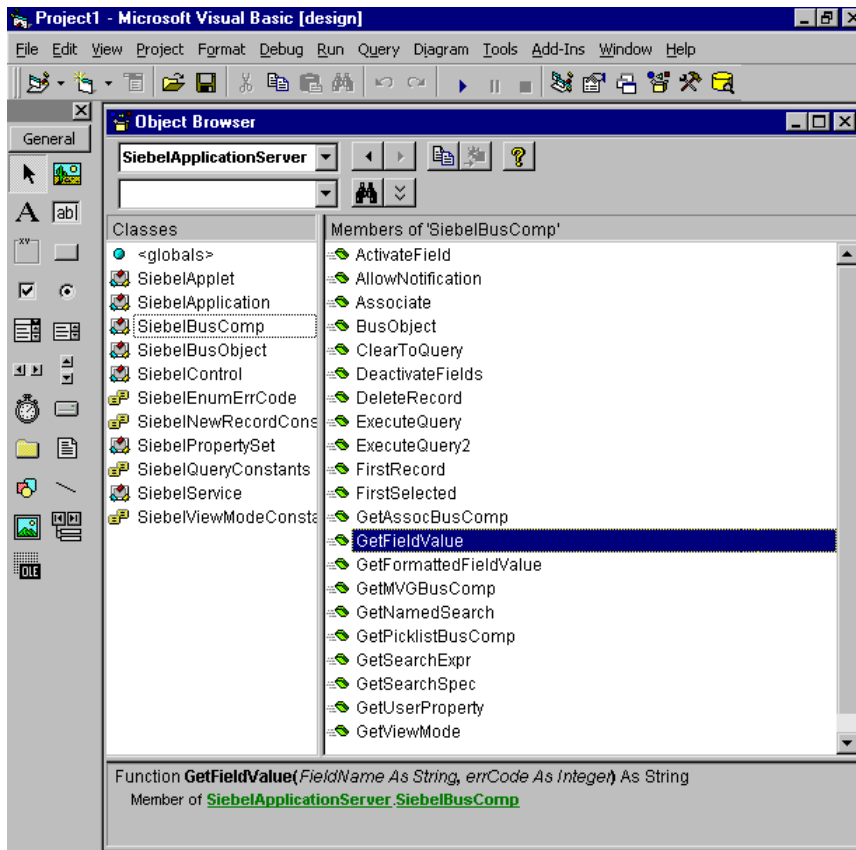 Project1 - Microsoft Visual Basic [design]
File Edit View Project Format Debug Run Query Diagram Tools Add-Ins Window Help
General
A
ab|
XY
OLE
Object Browser
SiebelApplicationServer
Classes
<globals>
SiebelApplet
SiebelApplication
SiebelBusComp
SiebelBusObject
SiebelControl
SiebelEnumErrCode
SiebelNewRecordCons
SiebelPropertySet
SiebelQueryConstants
SiebelService
SiebelViewModeConsta
Members of 'SiebelBusComp'
ActivateField
AllowNotification
Associate
BusObject
ClearToQuery
DeactivateFields
DeleteRecord
ExecuteQuery
ExecuteQuery2
FirstRecord
FirstSelected
GetAssocBusComp
GetFieldValue
GetFormattedFieldValue
GetMVGBusComp
GetNamedSearch
GetPicklistBusComp
GetSearchExpr
GetSearchSpec
GetUserProperty
GetViewMode
Function GetFieldValue(FieldName As String, errCode As Integer) As String
Member of SiebelApplicationServer.SiebelBusComp